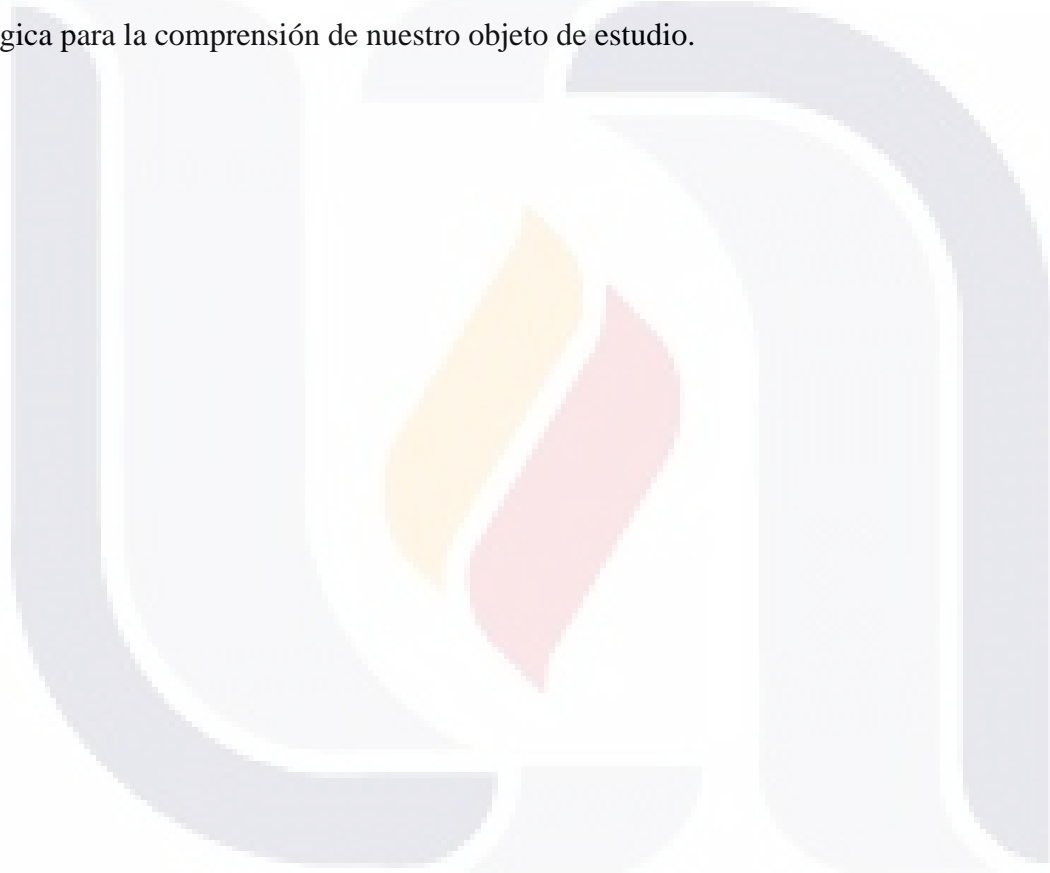 gica para la comprensión de nuestro objeto de estudio.